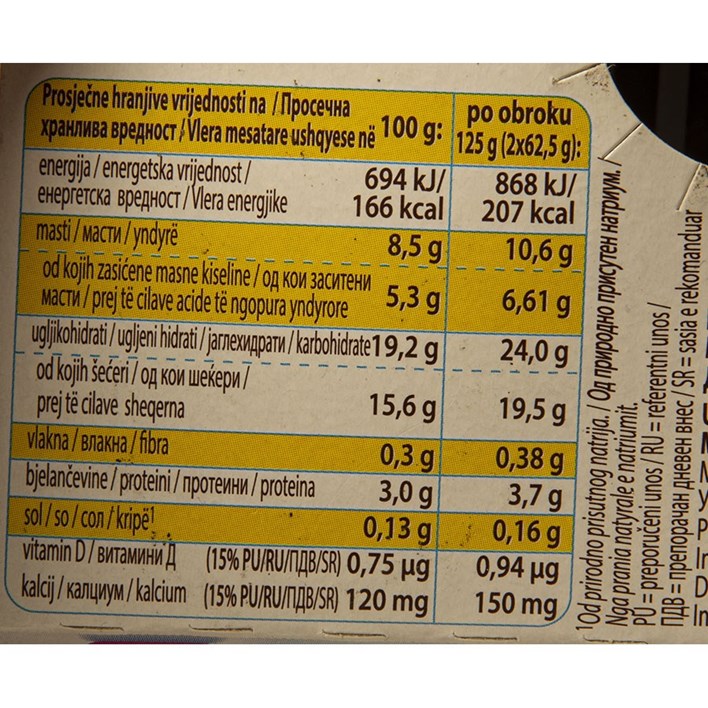 Prosječne hranjive vrijednosti na / Просечна
хранлива вредност / Vlera mesatare ushqyese në 100 g:
po obroku
125 g (2x62,5 g):
energija / energetska vrijednost /
енергетска вредност / Vlera energjike
694 kJ/
166 kcal
868 kJ/
207 kcal
masti / масти / yndyrë 8,5 g 10,6 g
od kojih zasićene masne kiseline / од кои заситени
масти / prej të cilave acide të ngopura yndyrore 5,3 g 6,61 g
ugljikohidrati / ugljeni hidrati / јаглехидрати / karbohidrate 19,2 g 24,0 g
od kojih šećeri / од кои шеќери /
prej të cilave sheqerna 15,6 g 19,5 g
vlakna / влакна / fibra 0,3 g 0,38 g
bjelančevine / proteini / протеини / proteina 3,0 g 3,7 g
sol / so / сол / kripë¹ 0,13 g 0,16 g
vitamin D / витамини Д (15% PU/RU/ПДВ/SR) 0,75 µg 0,94 µg
kalcij / калциум / kalcium (15% PU/RU/ПДВ/SR) 120 mg 150 mg
¹Od prirodno prisutnog natrija. / Од природно присутен натриум. /
Nga prania natyrale e natriumit.
PU = preporučeni unos / RU = referentni unos /
ПДВ = препорачан дневен внес / SR = sasia e rekomanduar